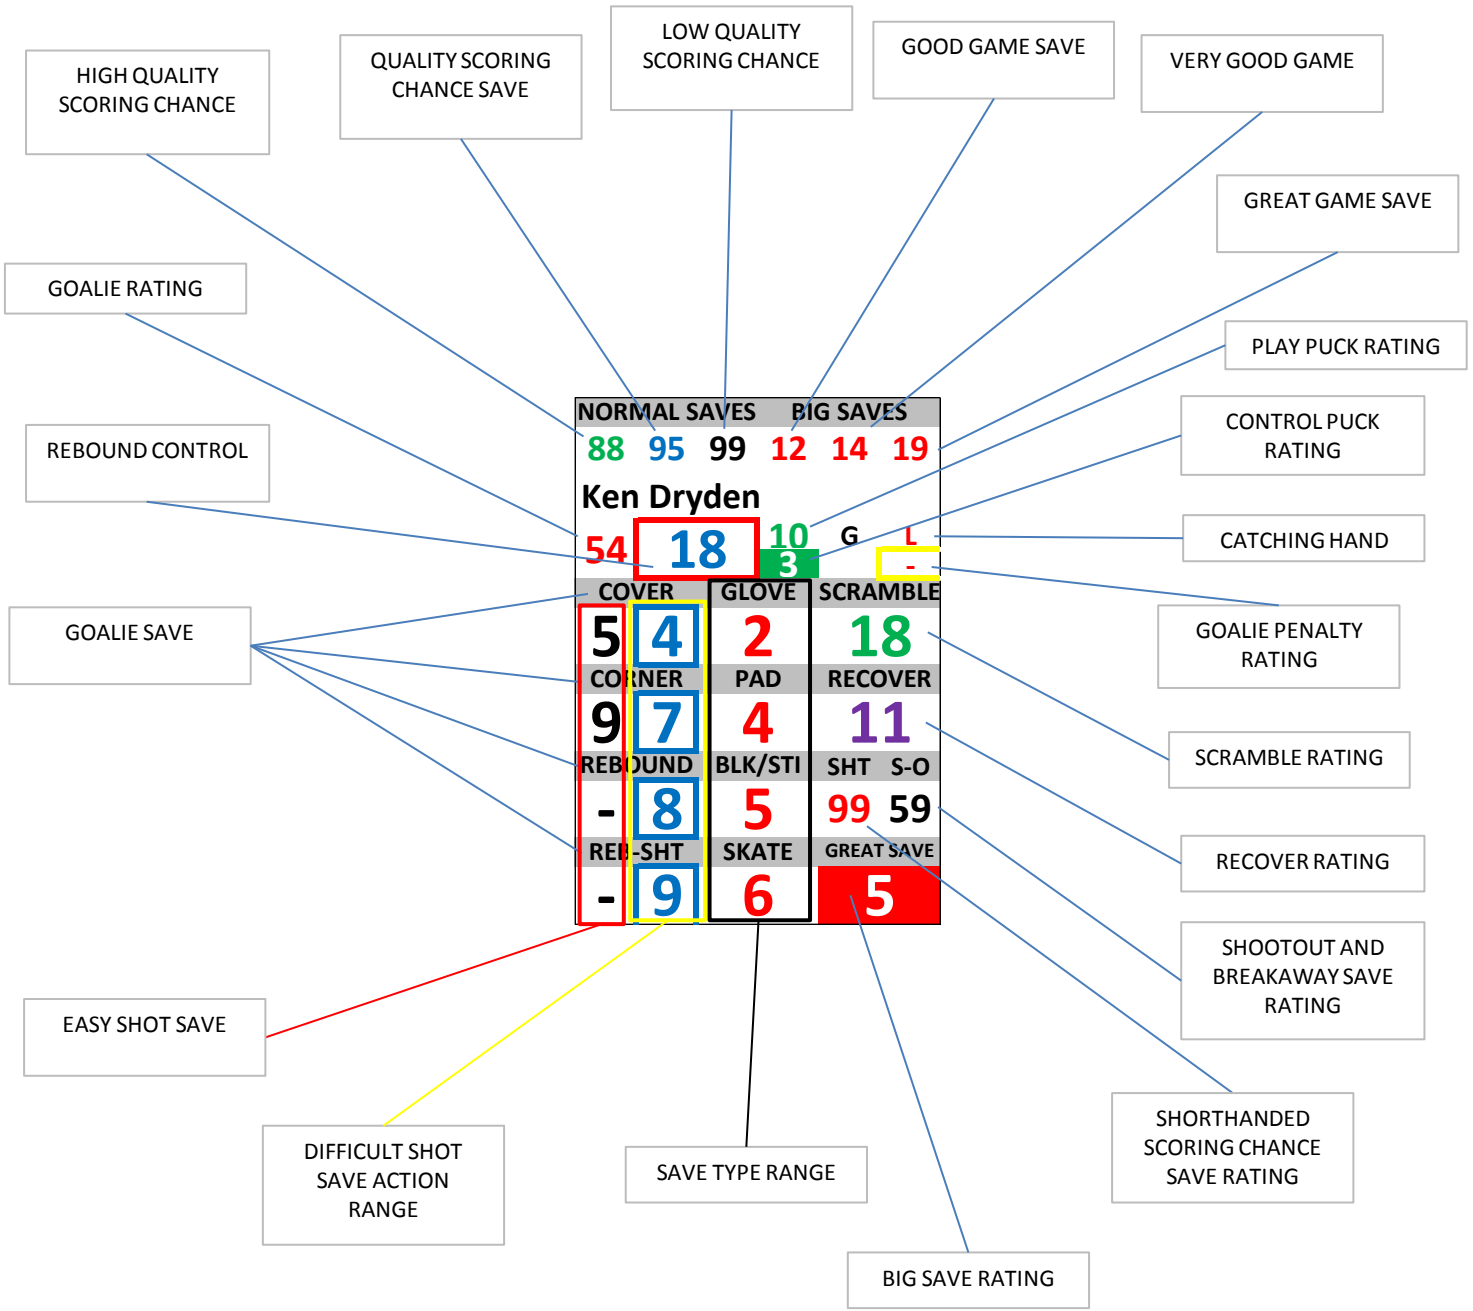 LOW QUALITY
SCORING CHANCE
GOOD GAME SAVE
VERY GOOD GAME
QUALITY SCORING
CHANCE SAVE
HIGH QUALITY
SCORING CHANCE
GREAT GAME SAVE
GOALIE RATING
PLAY PUCK RATING
REBOUND CONTROL
CONTROL PUCK
RATING
CATCHING HAND
GOALIE SAVE
GOALIE PENALTY
RATING
SCRAMBLE RATING
RECOVER RATING
SHOOTOUT AND
BREAKAWAY SAVE
RATING
EASY SHOT SAVE
SHORTHANDED
SCORING CHANCE
SAVE RATING
DIFFICULT SHOT
SAVE ACTION
RANGE
SAVE TYPE RANGE
BIG SAVE RATING
NORMAL SAVES BIG SAVES
88 95 99 12 14 19
Ken Dryden
54 18 10 G L
3 -
COVER GLOVE SCRAMBLE
5 4 2 18
CORNER PAD RECOVER
9 7 4 11
REBOUND BLK/STI SHT S-O
- 8 5 99 59
REB-SHT SKATE GREAT SAVE
- 9 6 5